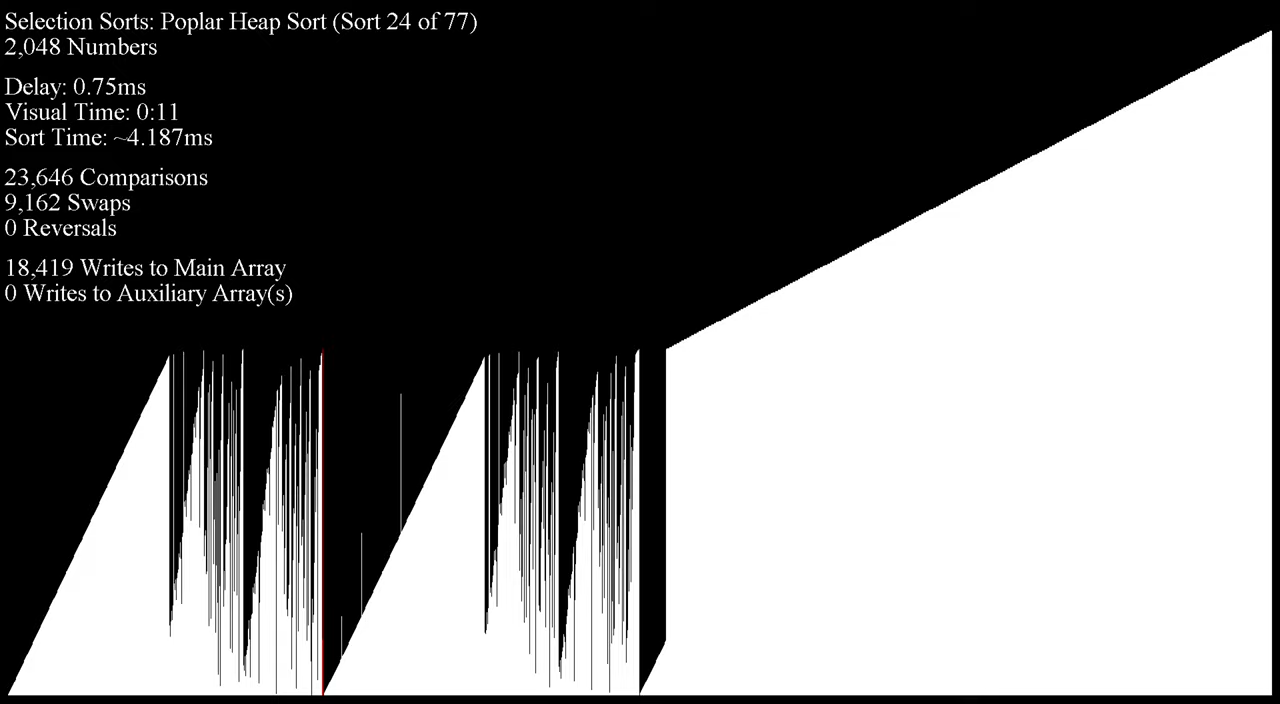 Selection Sorts: Poplar Heap Sort (Sort 24 of 77)
2,048 Numbers
Delay: 0.75ms
Visual Time: 0:11
Sort Time: ~4.187ms
23,646 Comparisons
9,162 Swaps
0 Reversals
18,419 Writes to Main Array
0 Writes to Auxiliary Array(s)